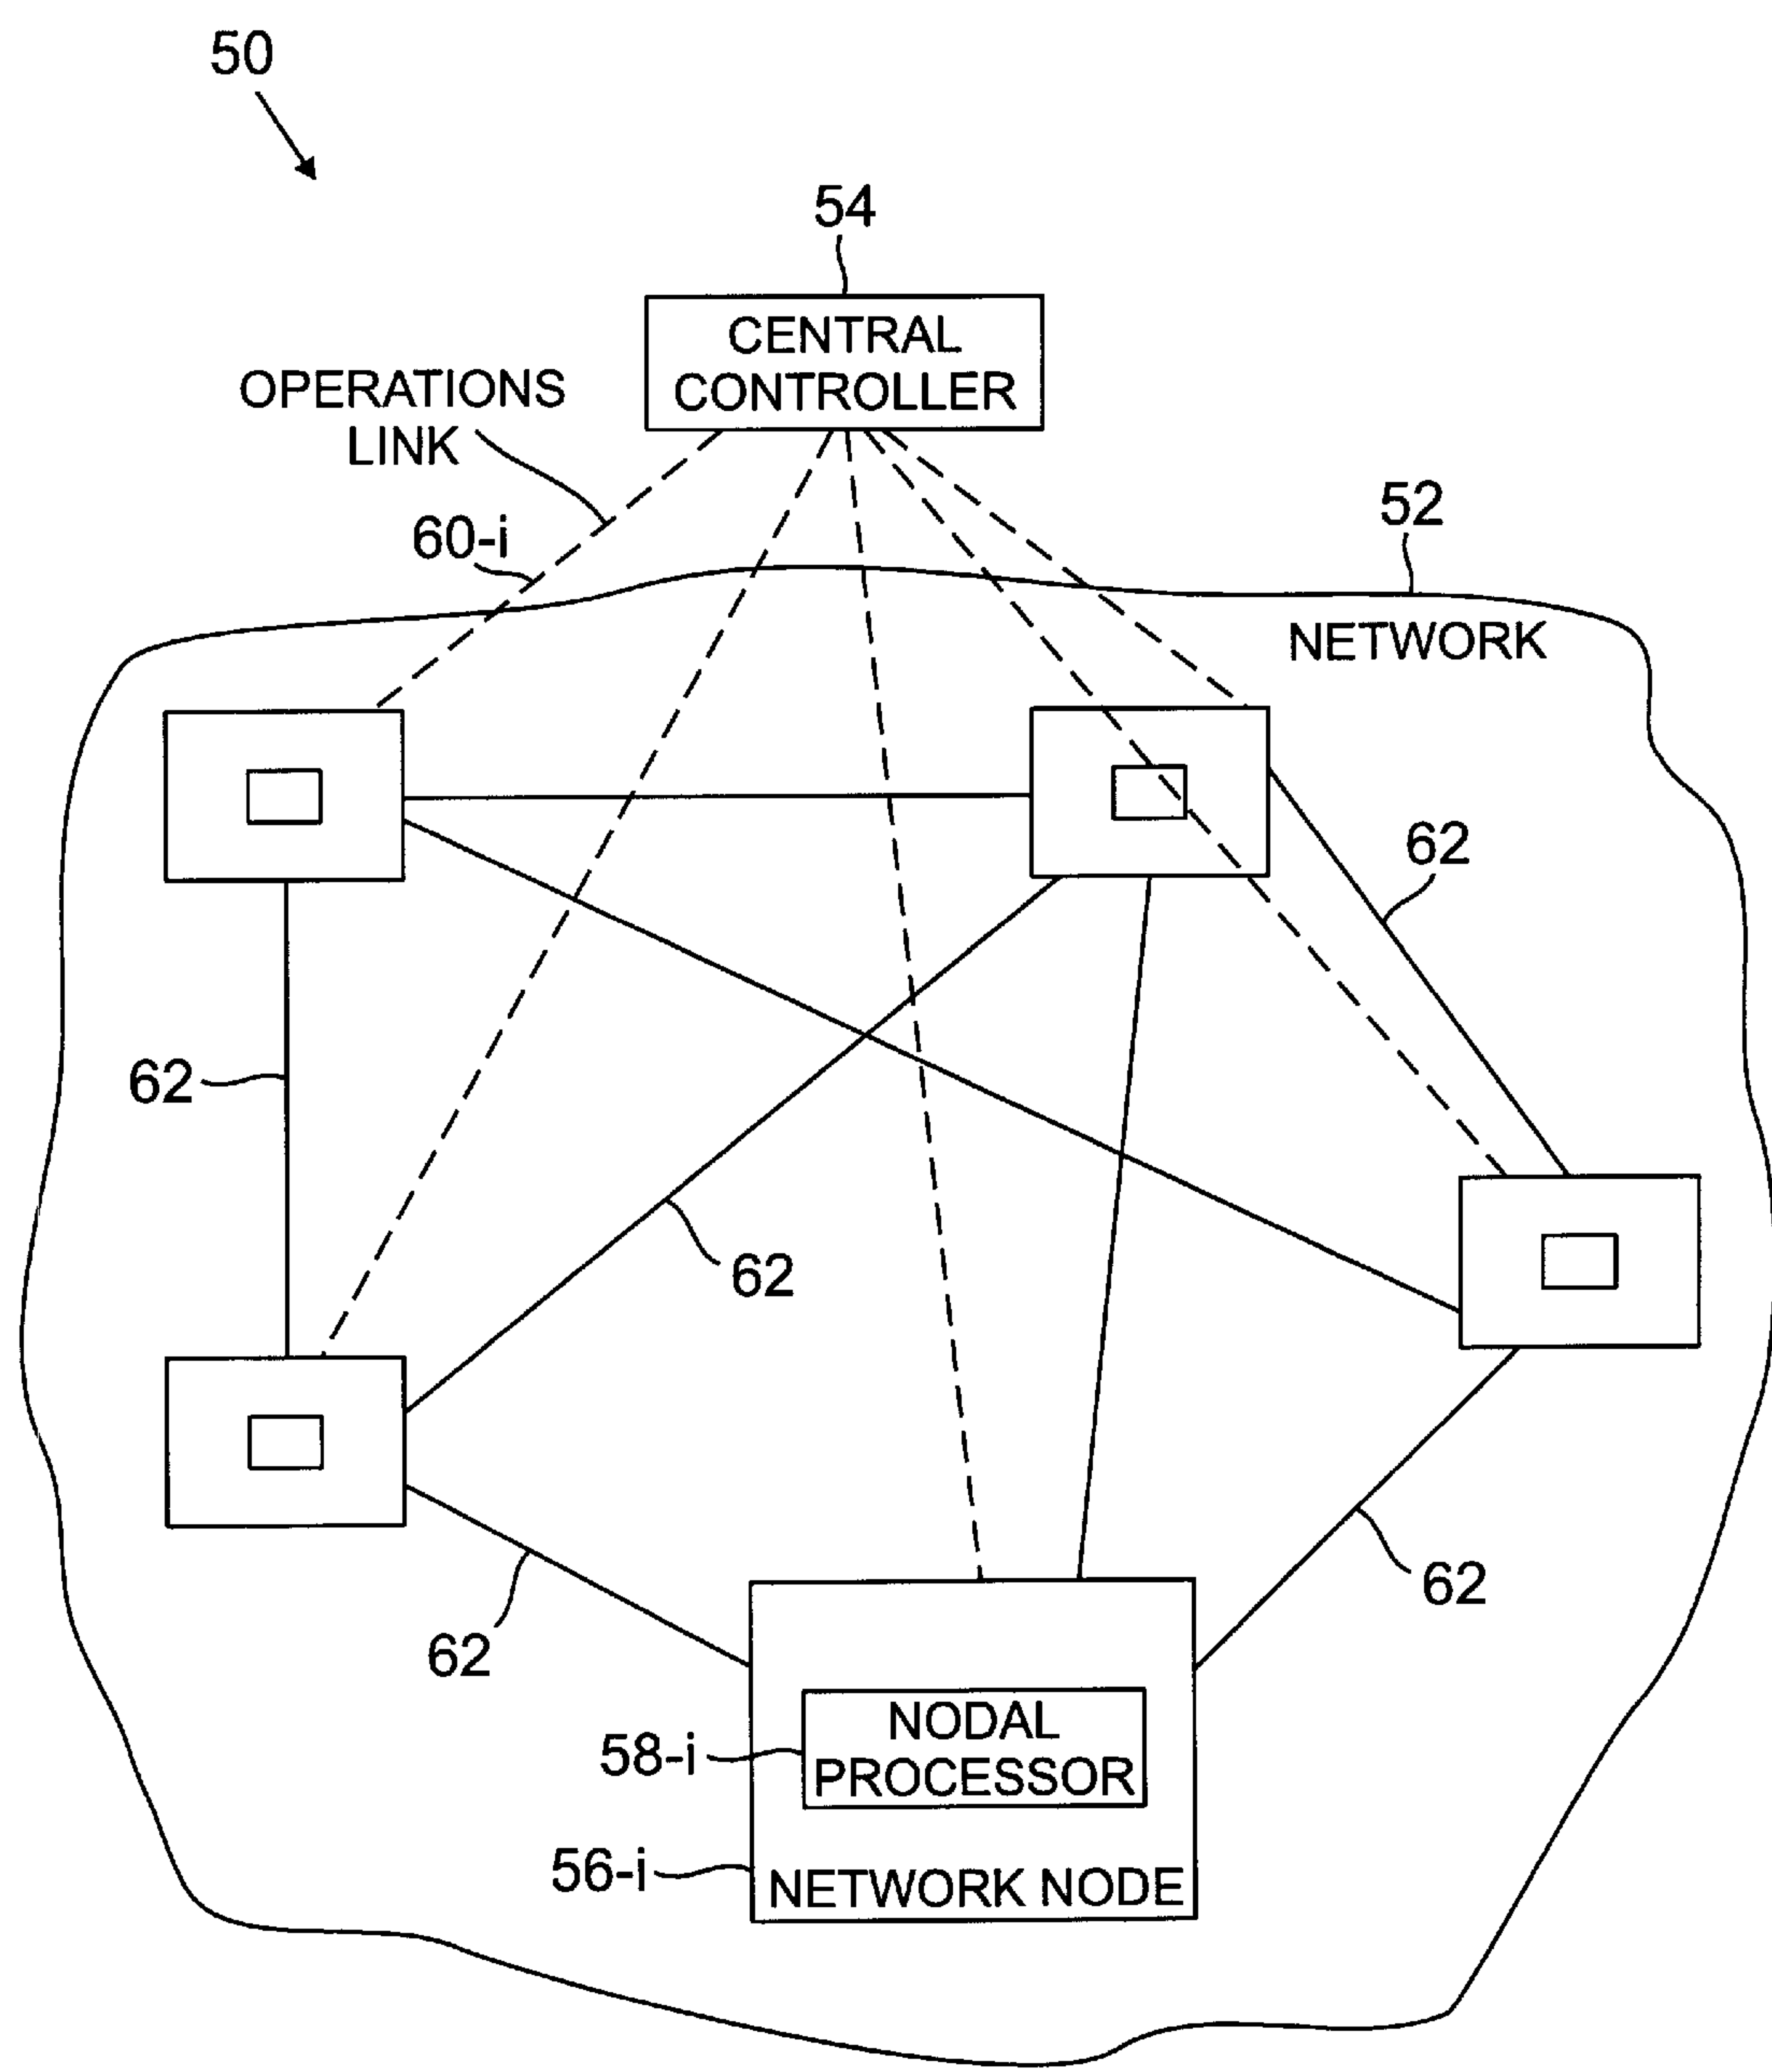 50
54
CENTRAL
CONTROLLER
OPERATIONS
LINK
60-i
52
NETWORK
62
62
62
62
62
NODAL
PROCESSOR
58-i
56-i
NETWORK NODE